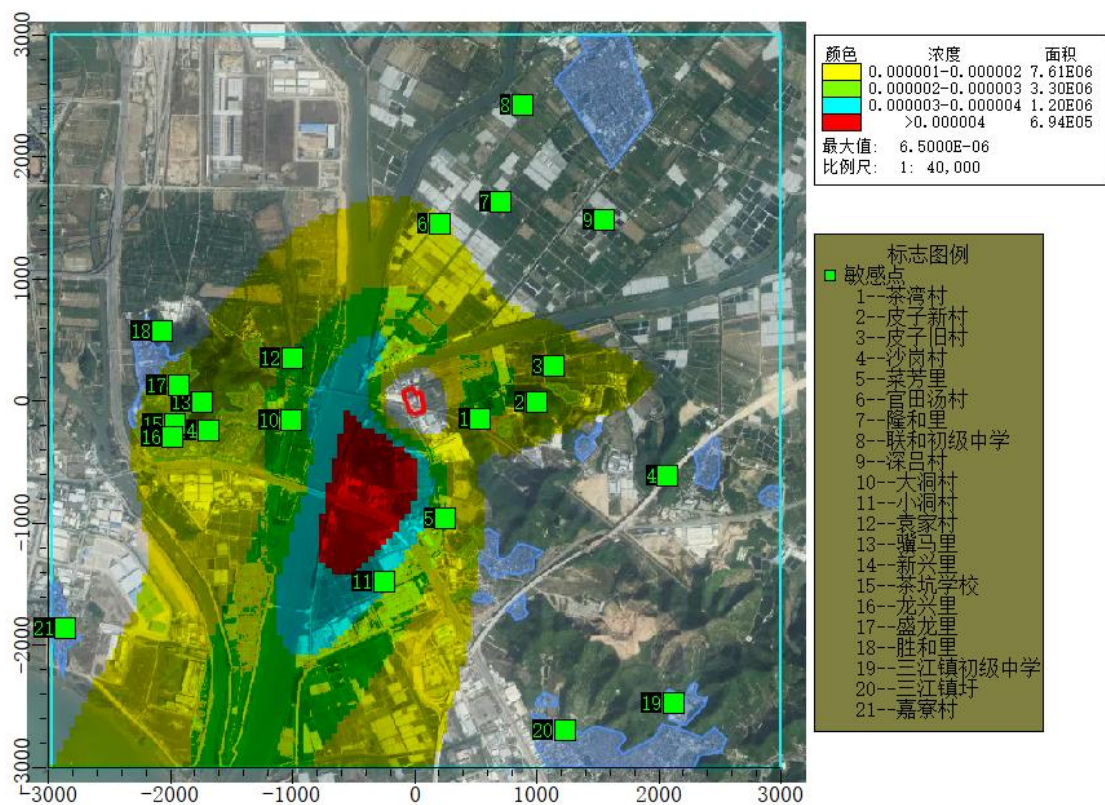 颜色 浓度 面积
0.000001-0.000002 7.61E06
0.000002-0.000003 3.30E06
0.000003-0.000004 1.20E06
>0.000004 6.94E05
最大值: 6.5000E-06
比例尺: 1: 40,000
标志图例
敏感点
1--茶湾村
2--皮子新村
3--皮子旧村
4--沙岗村
5--菜芳里
6--官田汤村
7--隆和里
8--联和初级中学
9--深吕村
10--大洞村
11--小洞村
12--袁家村
13--骥马里
14--新兴里
15--茶坑学校
16--龙兴里
17--盛龙里
18--胜和里
19--三江镇初级中学
20--三江镇圩
21--嘉寮村
3000
2000
1000
0
-1000
-2000
-3000
8
7
6
9
18
12
3
17
13
2
10
1
15
14
16
4
5
11
21
19
20
-3000 -2000 -1000 0 1000 2000 3000